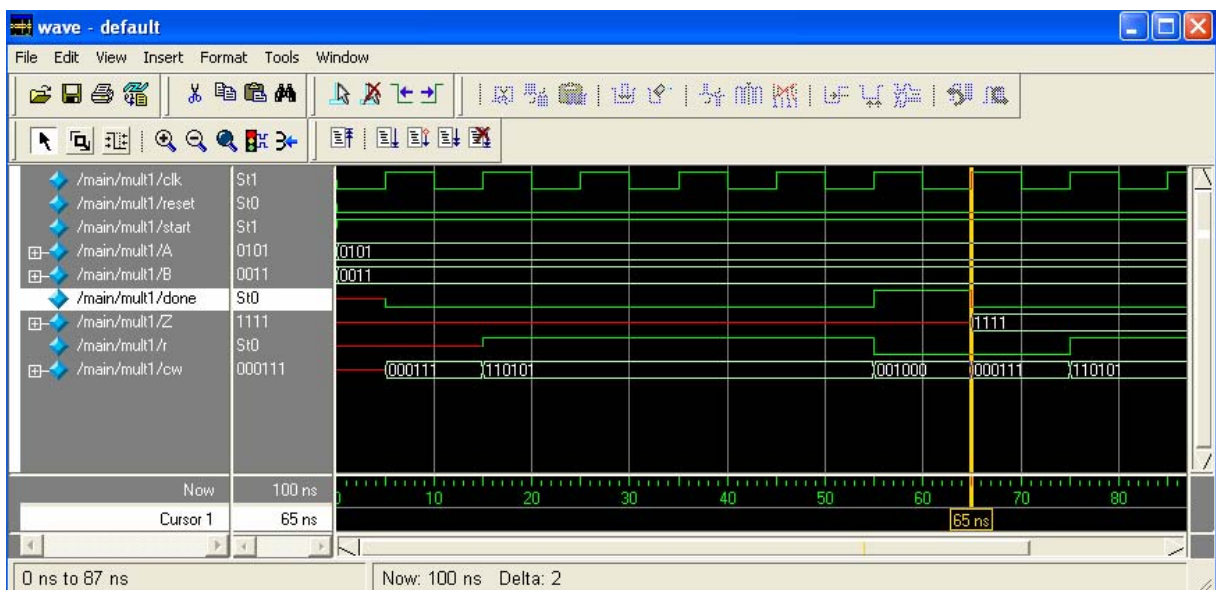 wave - default
File Edit View Insert Format Tools Window
/main/mult1/clk St1
/main/mult1/reset St0
/main/mult1/start St1
/main/mult1/A 0101 0101
/main/mult1/B 0011 0011
/main/mult1/done St0
/main/mult1/Z 1111 1111
/main/mult1/r St0
/main/mult1/cw 000111 000111 110101 001000 000111 110101
Now 100 ns 0 10 20 30 40 50 60 70 80
Cursor 1 65 ns 65 ns
0 ns to 87 ns Now: 100 ns Delta: 2